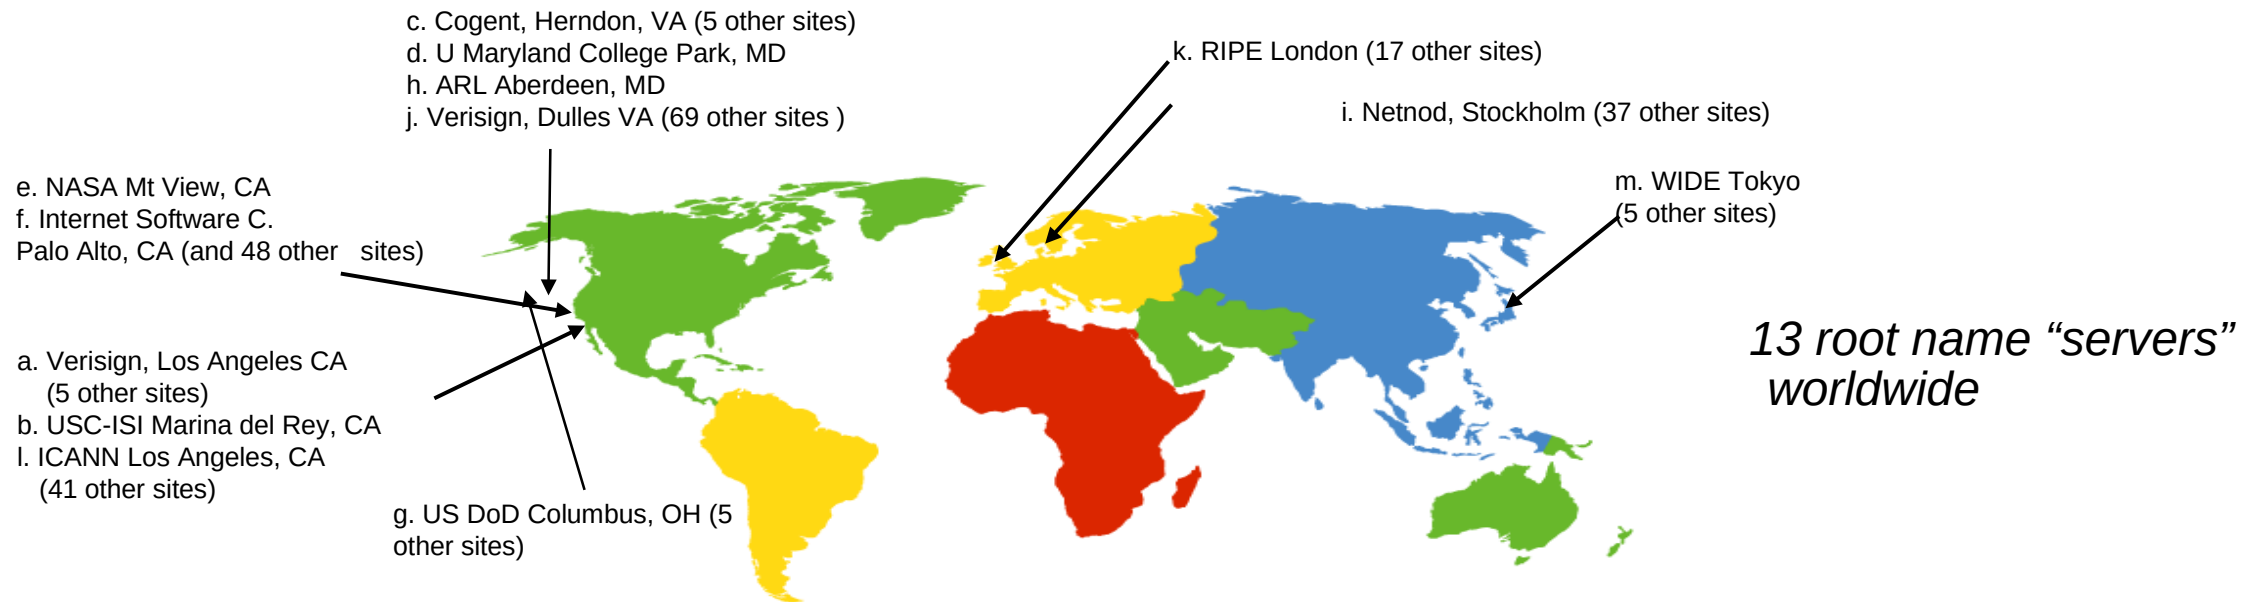 c. Cogent, Herndon, VA (5 other sites)
d. U Maryland College Park, MD
h. ARL Aberdeen, MD
j. Verisign, Dulles VA (69 other sites )
k. RIPE London (17 other sites)
i. Netnod, Stockholm (37 other sites)
e. NASA Mt View, CA
f. Internet Software C.
Palo Alto, CA (and 48 other sites)
m. WIDE Tokyo
(5 other sites)
a. Verisign, Los Angeles CA
(5 other sites)
b. USC-ISI Marina del Rey, CA
l. ICANN Los Angeles, CA
(41 other sites)
g. US DoD Columbus, OH (5
other sites)
13 root name “servers”
worldwide